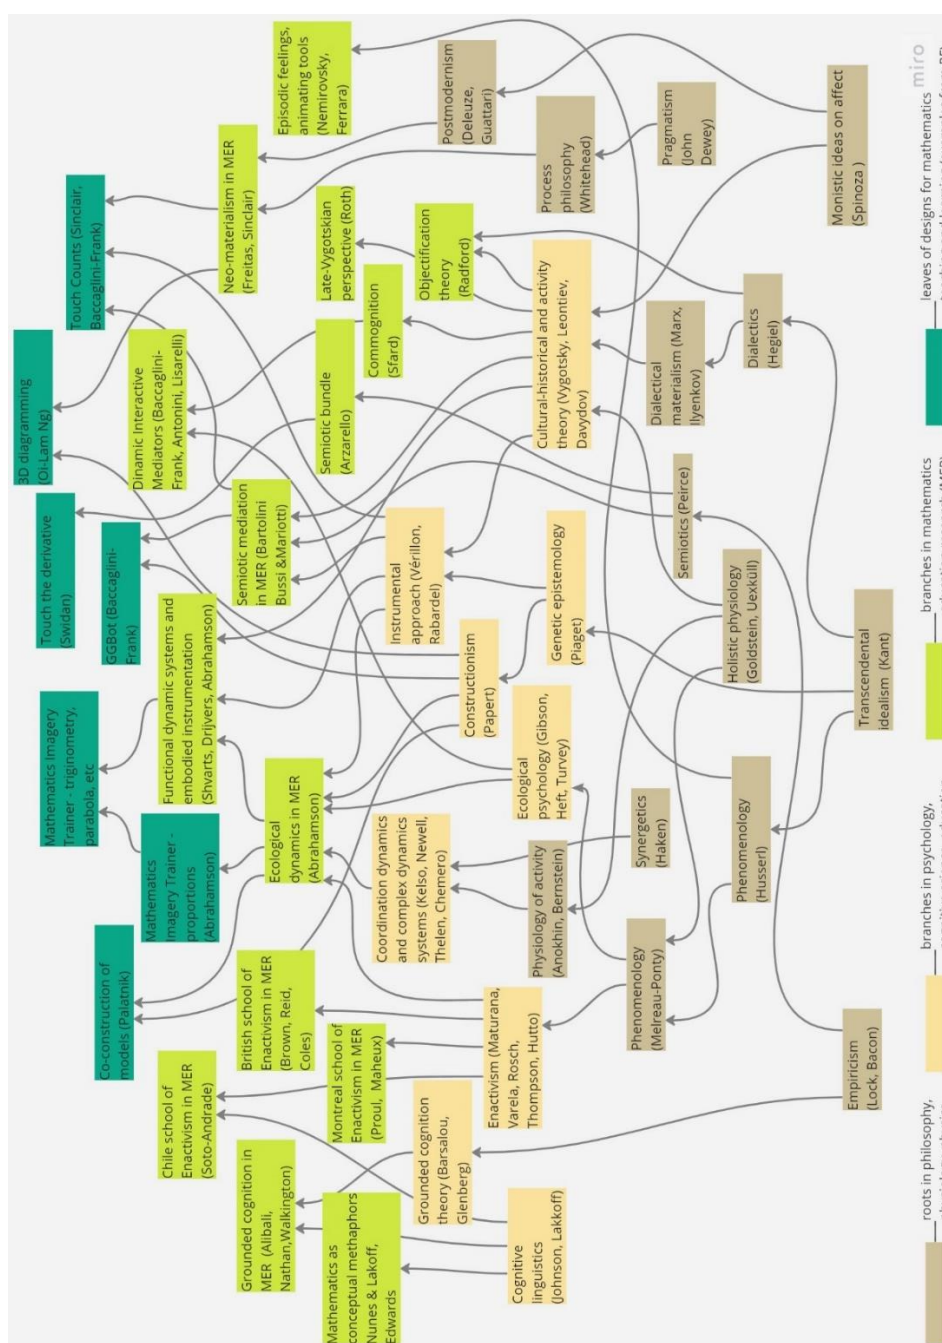 3D diagramming
(Oi-Lam Ng)
Touch the derivative
(Swidan)
Mathematics Imagery
Trainer - triginometry,
parabola, etc
Touch Counts (Sinclair,
Baccaglini-Frank)
Co-construction of
models (Palatnik)
GGBot (Baccaglini-
Frank)
Mathematics
Imagery Trainer -
proportions
(Abrahamson)
Dinamic Interactive
Mediators (Baccaglini-
Frank, Antonini, Lisarelli)
Chile school of
Enactivism in MER
(Soto-Andrade)
Functional dynamic systems and
embodied instrumentation
(Shvarts, Drijvers, Abrahamson)
Neo-materialism in MER
(Freitas, Sinclair)
Episodic feelings,
animating tools
(Nemirovsky,
Ferrara)
Grounded cognition in
MER (Alibali,
Nathan,Walkington)
British school of
Enactivism in MER
(Brown, Reid,
Coles)
Ecological
dynamics in MER
(Abrahamson)
Semiotic mediation
in MER (Bartolini
Bussi &Mariotti)
Semiotic bundle
(Arzarello)
Late-Vygotskian
perspective (Roth)
Mathematics as
conceptual methaphors
Nunes & Lakoff,
Edwards
Montreal school of
Enactivism in MER
(Proul, Maheux)
Commognition
(Sfard)
Coordination dynamics
and complex dynamics
systems (Kelso, Newell,
Thelen, Chemero)
Instrumental
approach (Vérillon,
Rabardel)
Objectification
theory
(Radford)
Postmodernism
(Deleuze,
Guattari)
Grounded cognition
theory (Barsalou,
Glenberg)
Constructionism
(Papert)
Enactivism (Maturana,
Varela, Rosch,
Thompson, Hutto)
Cognitive
linguistics
(Johnson, Lakkoff)
Ecological
psychology (Gibson,
Heft, Turvey)
Cultural-historical and activity
theory (Vygotsky, Leontiev,
Davydov)
Process
philosophy
(Whitehead)
Physiology of activity
(Anokhin, Bernstein)
Genetic epistemology
(Piaget)
Phenomenology
(Melreau-Ponty)
Synergetics
(Haken)
Dialectical
materialism (Marx,
Ilyenkov)
Pragmatism
(John
Dewey)
Semiotics (Peirce)
Phenomenology
(Husserl)
Holistic physiology
(Goldstein, Uexküll)
Dialectics
(Hegiel)
Empiricism
(Lock, Bacon)
Transcendental
idealism (Kant)
Monistic ideas on affect
(Spinoza )
miro
roots in philosophy,
branches in psychology,
branches in mathematics
leaves of designs for mathematics